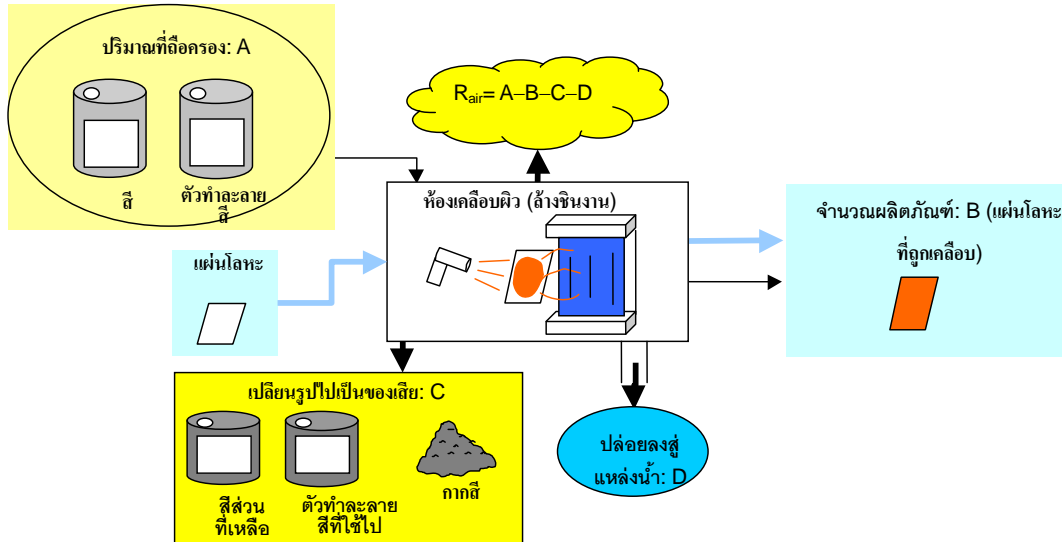 ปริมาณที่ถือครอง: A
สี
ตัวทำละลาย
สี
Rair= A–B–C–D
ห้องเคลือบผิว (ล้างชิ้นงาน)
แผ่นโลหะ
จำนวนผลิตภัณฑ์: B (แผ่นโลหะ
ที่ถูกเคลือบ)
เปลี่ยนรูปไปเป็นของเสีย: C
สีส่วน
ที่เหลือ
ตัวทำละลาย
สีที่ใช้ไป
กากสี
ปล่อยลงสู่
แหล่งน้ำ: D